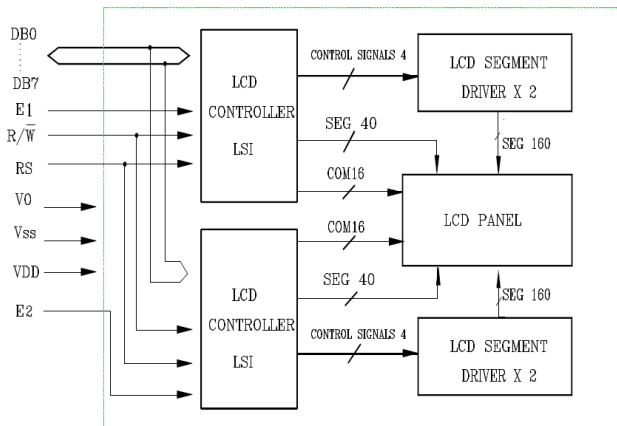 DB0
DB7
E1
R/W̅
RS
V0
Vss
VDD
E2
LCD
CONTROLLER
LSI
CONTROL SIGNALS 4
SEG 40
COM16
LCD SEGMENT
DRIVER X 2
SEG 160
LCD PANEL
COM16
SEG 40
CONTROL SIGNALS 4
LCD
CONTROLLER
LSI
SEG 160
LCD SEGMENT
DRIVER X 2